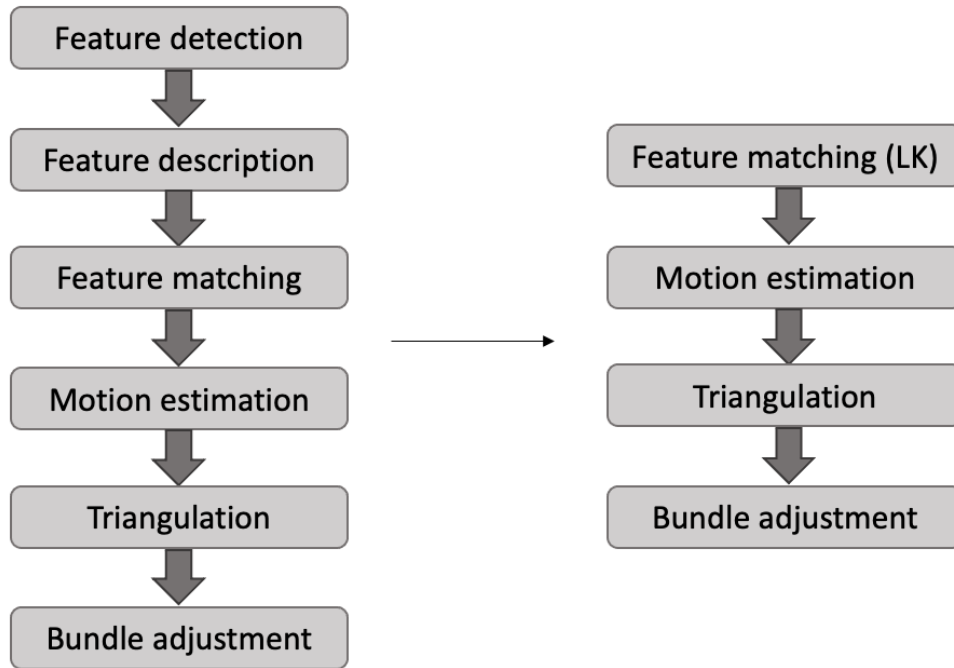 Feature detection
Feature description
Feature matching
Motion estimation
Triangulation
Bundle adjustment
Feature matching (LK)
Motion estimation
Triangulation
Bundle adjustment